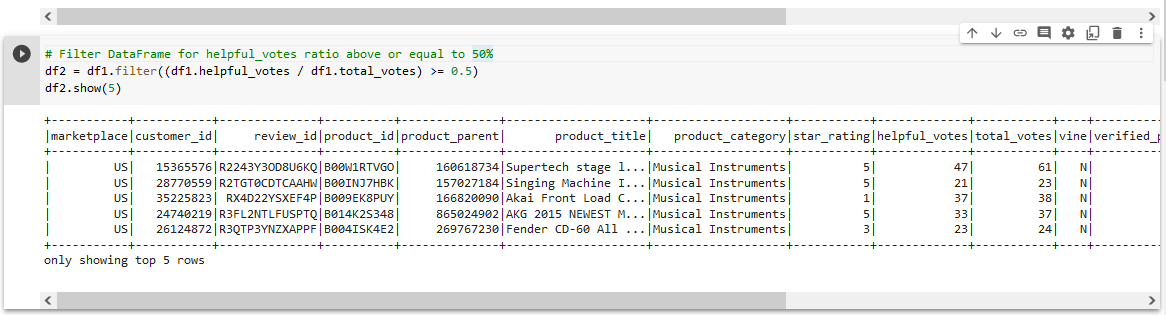 # Filter DataFrame for helpful_votes ratio above or equal to 50%
df2 = df1.filter((df1.helpful_votes / df1.total_votes) >= 0.5)
df2.show(5)
+-----------+-----------+--------------+----------+--------------+--------------------+-------------------+-----------+-------------+-----------+----+----------
|marketplace|customer_id|     review_id|product_id|product_parent|       product_title|   product_category|star_rating|helpful_votes|total_votes|vine|verified_p
+-----------+-----------+--------------+----------+--------------+--------------------+-------------------+-----------+-------------+-----------+----+----------
|         US|   15365576|R2243Y3OD8U6KQ|B00W1RTVGO|     160618734|Supertech stage l...|Musical Instruments|          5|           47|         61|   N|
|         US|   28770559|R2TGT0CDTCAAHW|B00INJ7HBK|     157027184|Singing Machine I...|Musical Instruments|          5|           21|         23|   N|
|         US|   35225823| RX4D22YSXEF4P|B009EK8PUY|     166820090|Akai Front Load C...|Musical Instruments|          1|           37|         38|   N|
|         US|   24740219|R3FL2NTLFUSPTQ|B014K2S348|     865024902|AKG 2015 NEWEST M...|Musical Instruments|          5|           33|         37|   N|
|         US|   26124872|R3QTP3YNZXAPPF|B004ISK4E2|     269767230|Fender CD-60 All ...|Musical Instruments|          3|           23|         24|   N|
+-----------+-----------+--------------+----------+--------------+--------------------+-------------------+-----------+-------------+-----------+----+----------
only showing top 5 rows